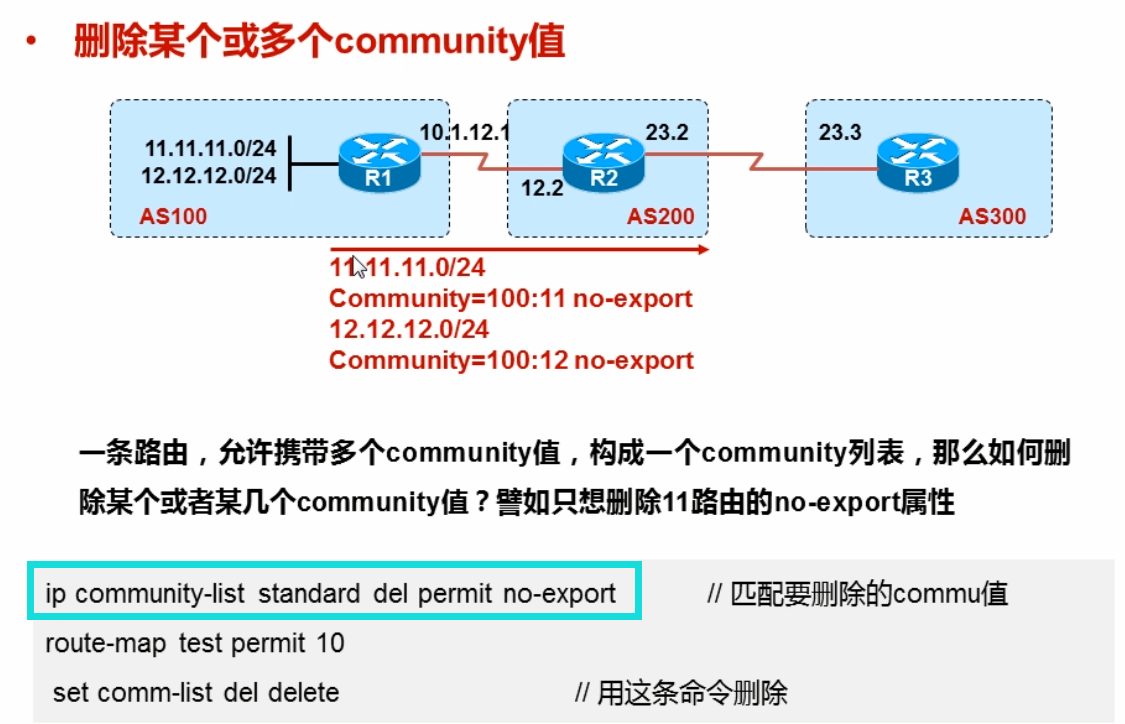 • 删除某个或多个community值
11.11.11.0/24
12.12.12.0/24
R1
AS100
10.1.12.1
12.2
R2
23.2
AS200
23.3
R3
AS300
11.11.11.0/24
Community=100:11 no-export
12.12.12.0/24
Community=100:12 no-export
一条路由，允许携带多个community值，构成一个community列表，那么如何删
除某个或者某几个community值？譬如只想删除11路由的no-export属性
ip community-list standard del permit no-export // 匹配要删除的commu值
route-map test permit 10
set comm-list del delete // 用这条命令删除